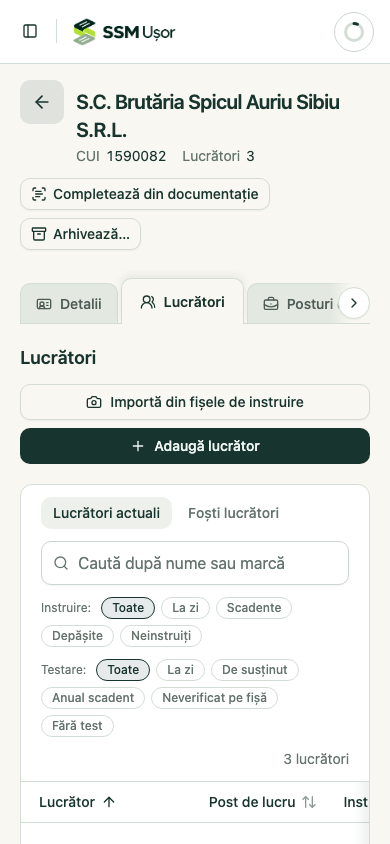 SSM Ușor
S.C. Brutăria Spicul Auriu Sibiu
S.R.L.
CUI 1590082 Lucrători 3
Completează din documentație
Arhivează...
Detalii Lucrători Posturi
Lucrători
Importă din fișele de instruire
Adaugă lucrător
Lucrători actuali Foști lucrători
Caută după nume sau marcă
Instruire: Toate La zi Scadente
Depășite Neinstruiți
Testare: Toate La zi De susținut
Anual scadent Neverificat pe fișă
Fără test
3 lucrători
Lucrător Post de lucru Inst